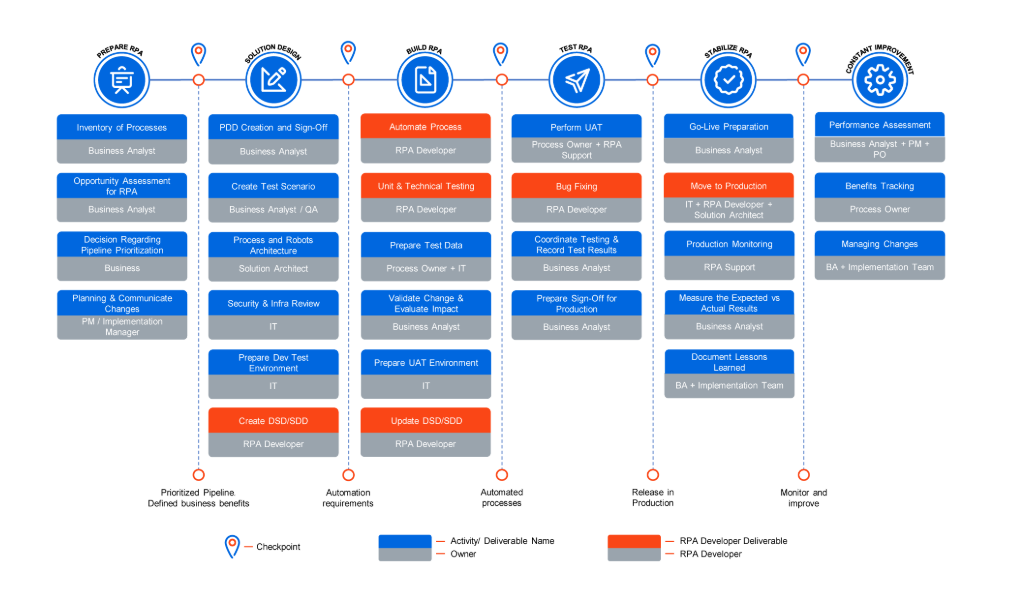 PREPARE RPA
SOLUTION DESIGN
BUILD RPA
TEST RPA
STABILIZE RPA
CONSTANT IMPROVEMENT
Inventory of Processes
Business Analyst
Opportunity Assessment
for RPA
Business Analyst
Decision Regarding
Pipeline Prioritization
Business
Planning & Communicate
Changes
PM / Implementation
Manager
PDD Creation and Sign-Off
Business Analyst
Create Test Scenario
Business Analyst / QA
Process and Robots
Architecture
Solution Architect
Security & Infra Review
IT
Prepare Dev Test
Environment
IT
Create DSD/SDD
RPA Developer
Automate Process
RPA Developer
Unit & Technical Testing
RPA Developer
Prepare Test Data
Process Owner + IT
Validate Change &
Evaluate Impact
Business Analyst
Prepare UAT Environment
IT
Update DSD/SDD
RPA Developer
Perform UAT
Process Owner + RPA
Support
Bug Fixing
RPA Developer
Coordinate Testing &
Record Test Results
Business Analyst
Prepare Sign-Off for
Production
Business Analyst
Go-Live Preparation
Business Analyst
Move to Production
IT + RPA Developer +
Solution Architect
Production Monitoring
RPA Support
Measure the Expected vs
Actual Results
Business Analyst
Document Lessons
Learned
BA + Implementation Team
Performance Assessment
Business Analyst + PM +
PO
Benefits Tracking
Process Owner
Managing Changes
BA + Implementation Team
Prioritized Pipeline.
Defined business benefits
Automation
requirements
Automated
processes
Release in
Production
Monitor and
improve
Checkpoint
Activity/ Deliverable Name
Owner
RPA Developer Deliverable
RPA Developer